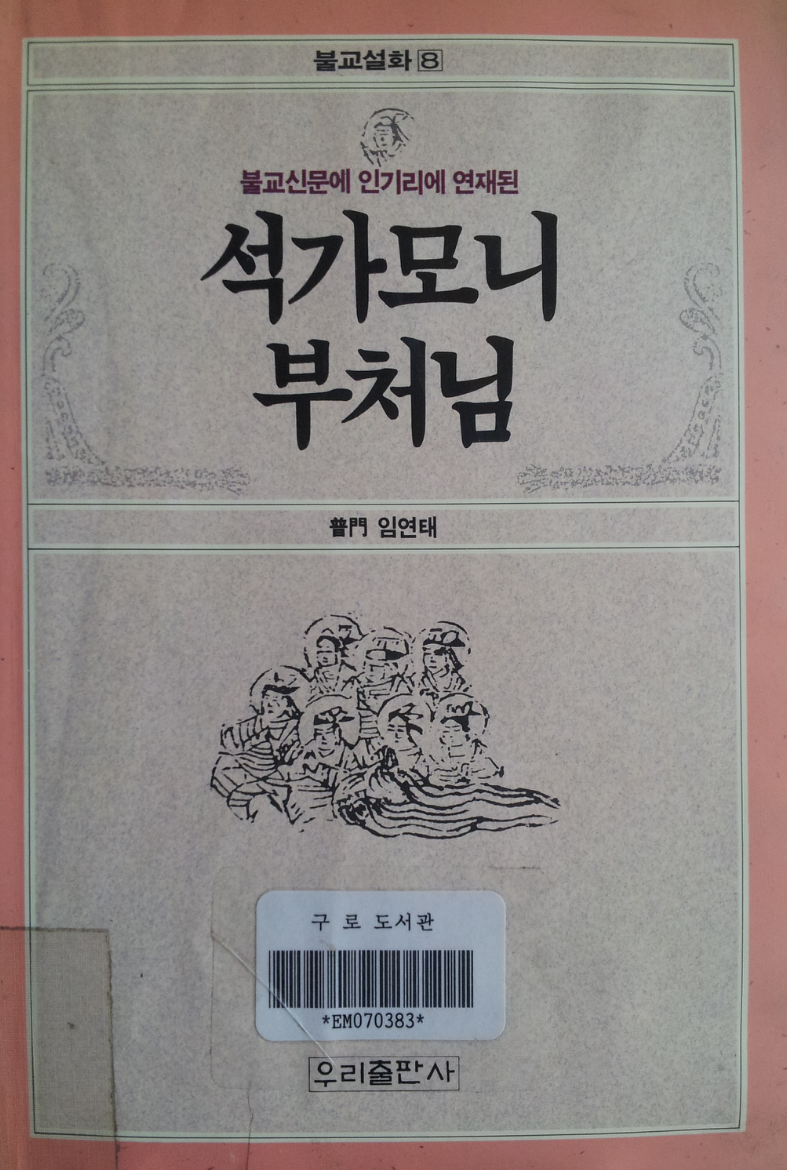 불교설화 8
불교신문에 인기리에 연재된
석가모니
부처님
普門 임연태
구로도서관
*EM070383*
우리출판사